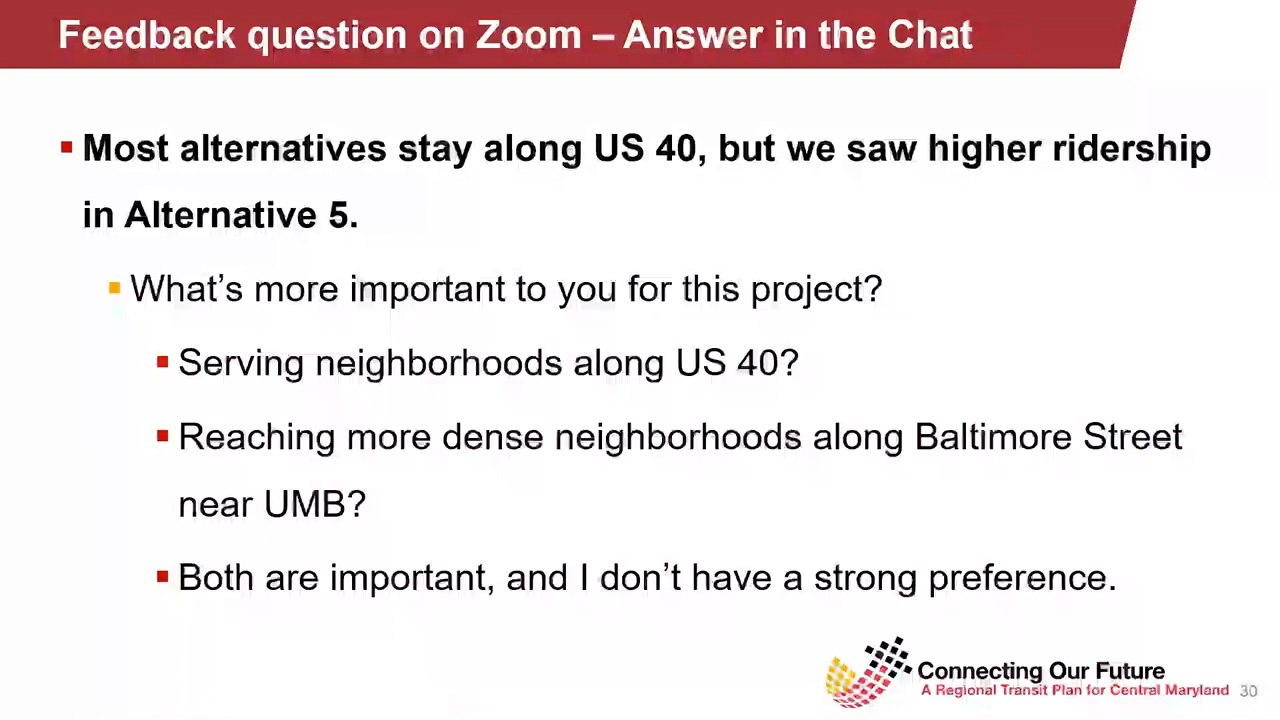 Feedback question on Zoom – Answer in the Chat
Most alternatives stay along US 40, but we saw higher ridership
in Alternative 5.
What’s more important to you for this project?
Serving neighborhoods along US 40?
Reaching more dense neighborhoods along Baltimore Street
near UMB?
Both are important, and I don’t have a strong preference.
Connecting Our Future
A Regional Transit Plan for Central Maryland
30